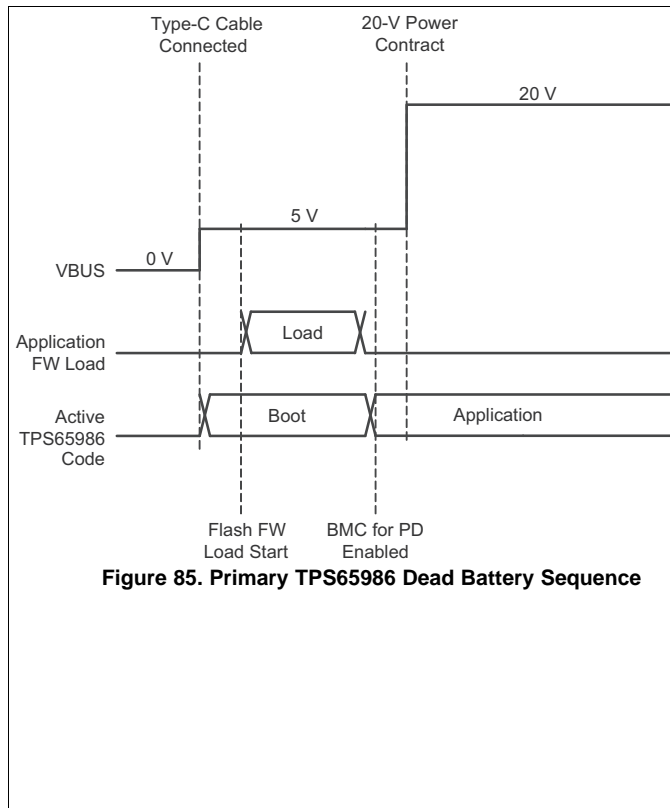 Type-C Cable
Connected
20-V Power
Contract
20 V
5 V
0 V
VBUS
Load
Application
FW Load
Boot
Application
Active
TPS65986
Code
Flash FW
Load Start
BMC for PD
Enabled
Figure 85. Primary TPS65986 Dead Battery Sequence